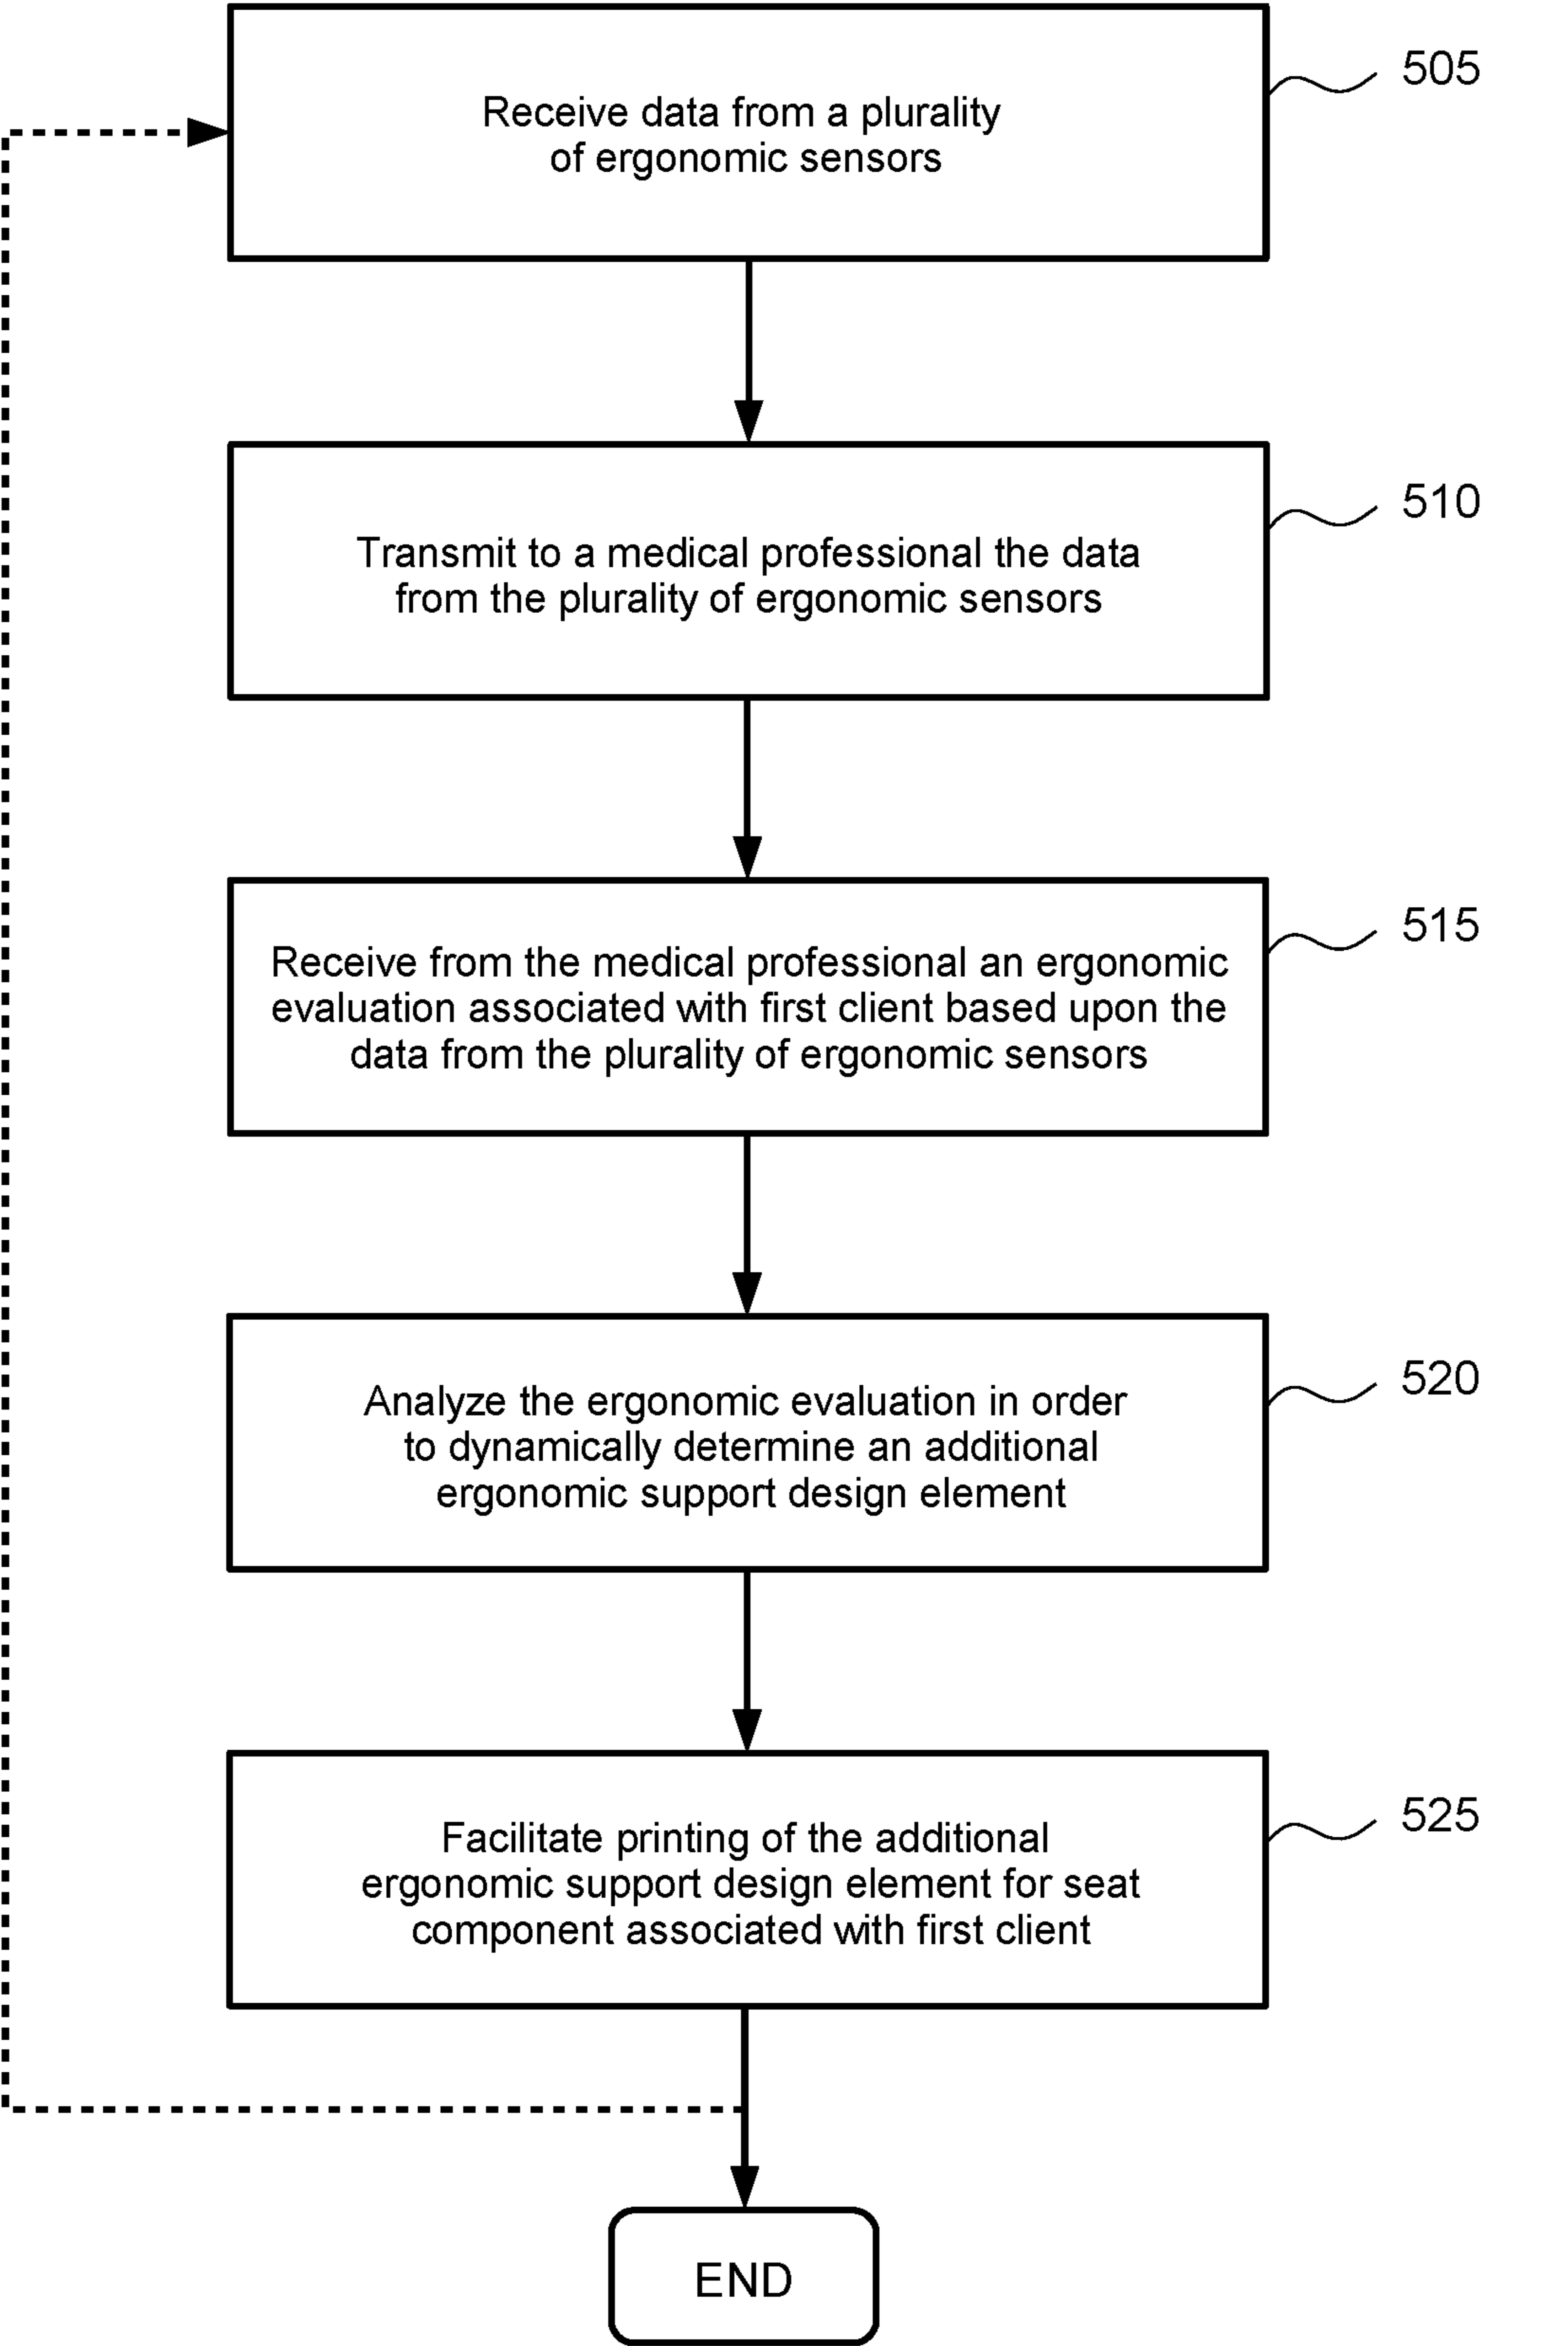 Receive data from a plurality
of ergonomic sensors
505
Transmit to a medical professional the data
from the plurality of ergonomic sensors
510
Receive from the medical professional an ergonomic
evaluation associated with first client based upon the
data from the plurality of ergonomic sensors
515
Analyze the ergonomic evaluation in order
to dynamically determine an additional
ergonomic support design element
520
Facilitate printing of the additional
ergonomic support design element for seat
component associated with first client
525
END